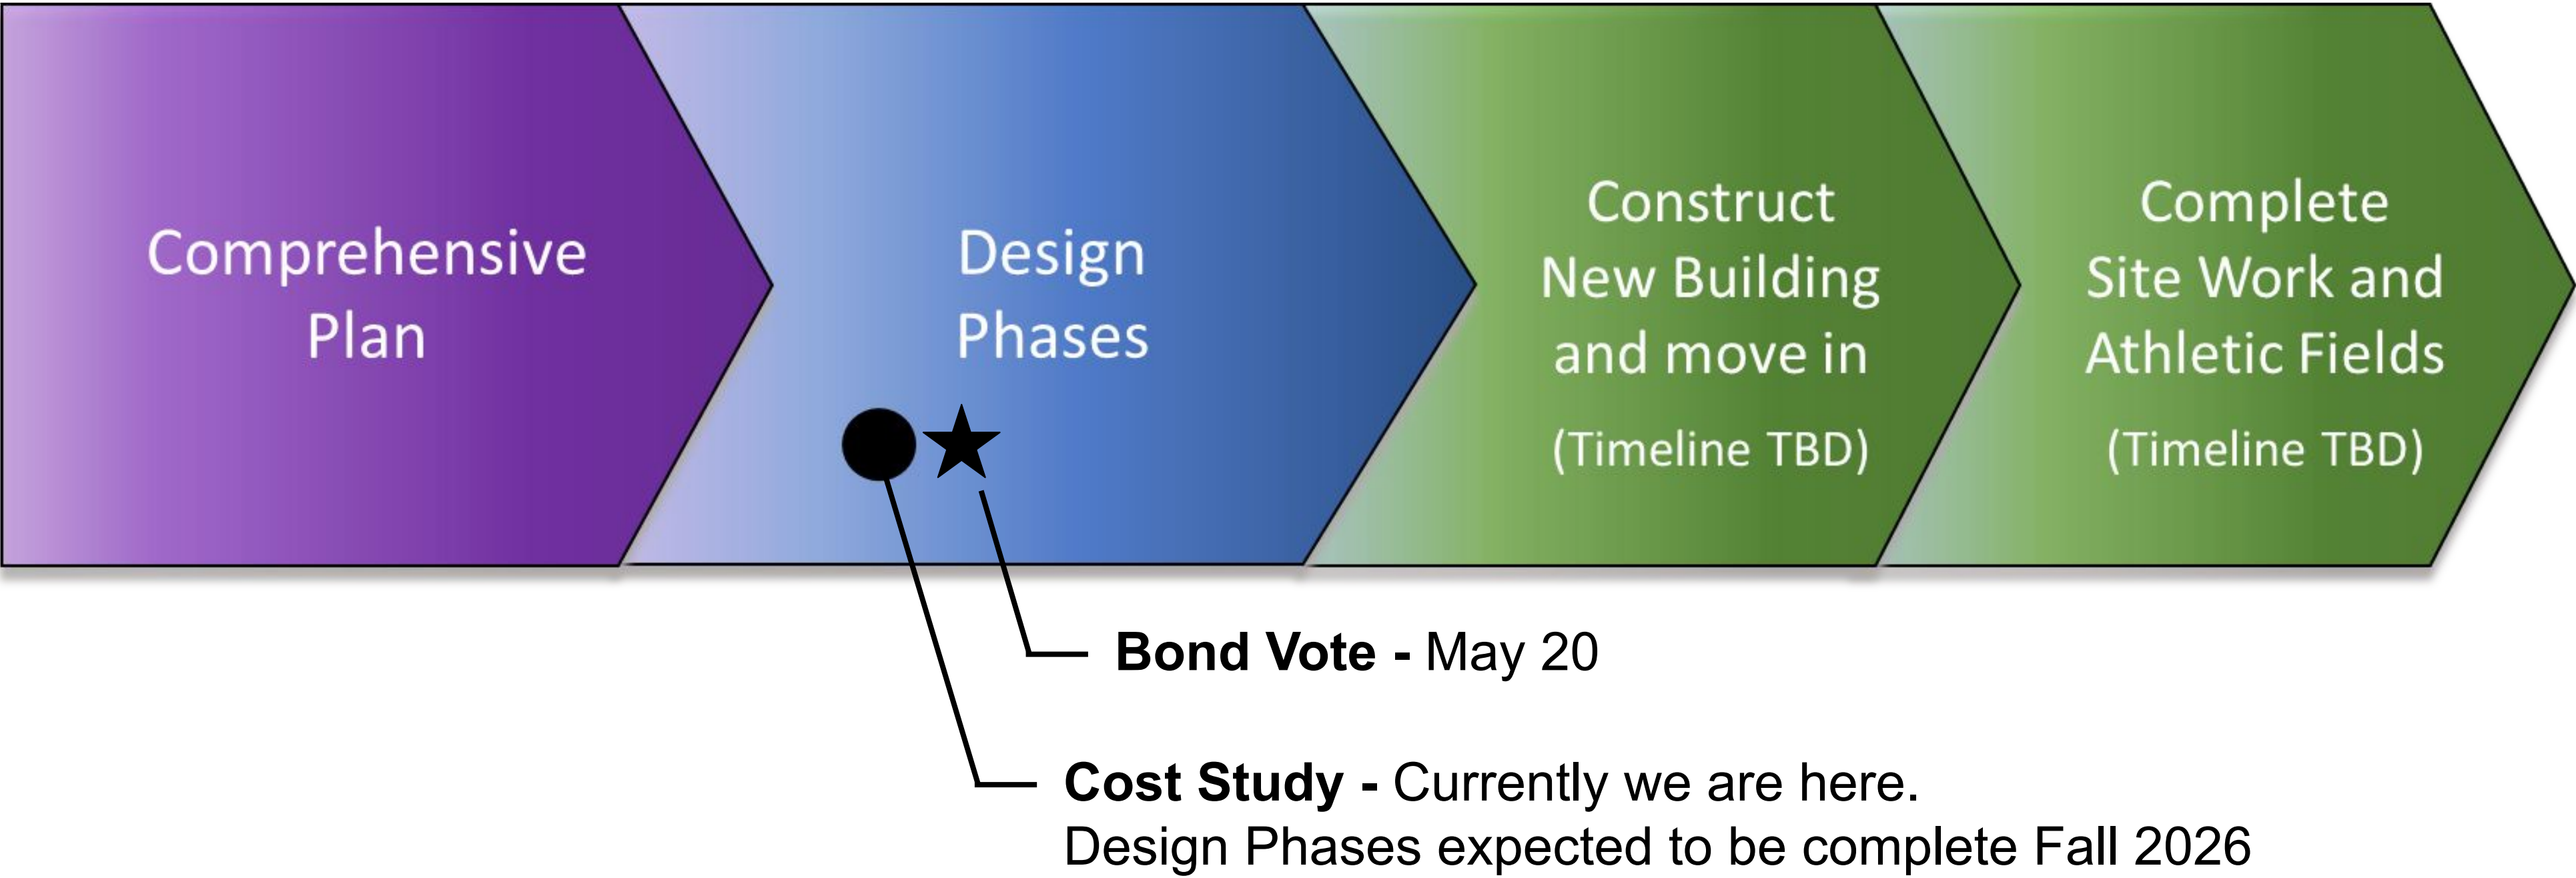 Comprehensive
Plan
Design
Phases
Construct
New Building
and move in
(Timeline TBD)
Complete
Site Work and
Athletic Fields
(Timeline TBD)
Bond Vote - May 20
Cost Study - Currently we are here.
Design Phases expected to be complete Fall 2026